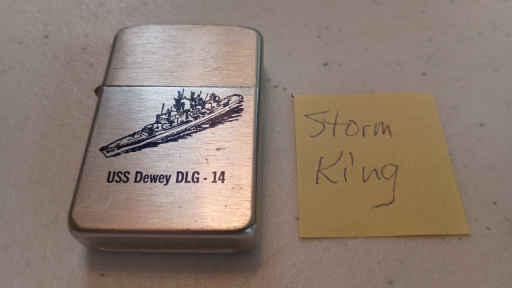 USS Dewey DLG - 14
Storm
King